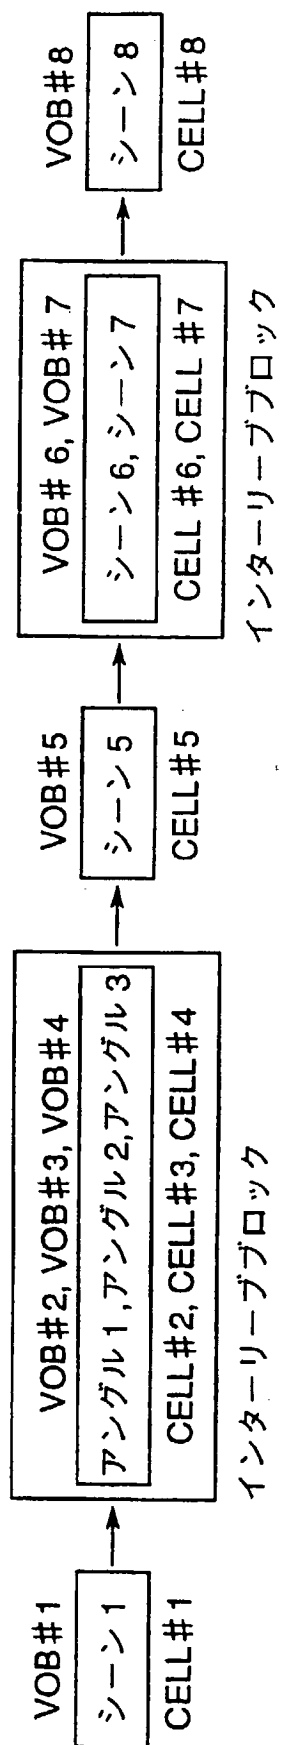 VOB#1
シーン1
CELL#1
VOB#2, VOB#3, VOB#4
アングル1,アングル2,アングル3
CELL#2, CELL#3, CELL#4
インターリーブブロック
VOB#5
シーン5
CELL#5
VOB# 6, VOB# 7
シーン6,シーン7
CELL #6, CELL #7
インターリーブブロック
VOB#8
シーン8
CELL#8